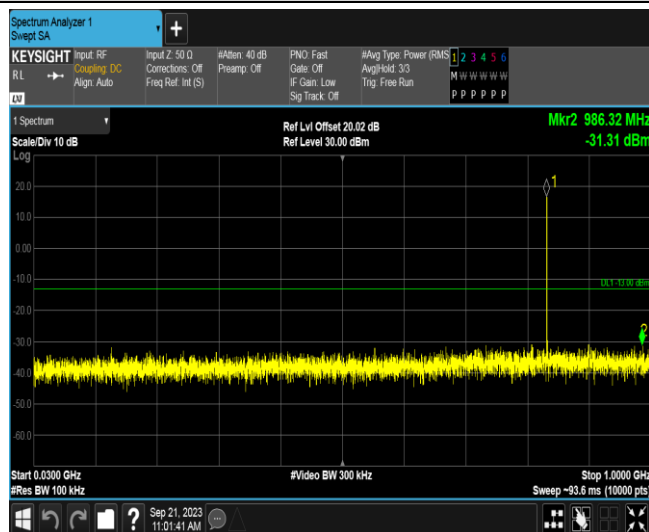 Spectrum Analyzer 1
Swept SA
+
KEYSIGHT
RL
LXI
Input: RF
Coupling: DC
Align: Auto
Input Z: 50 Ω
Corrections: Off
Freq Ref: Int (S)
#Atten: 40 dB
Preamp: Off
PNO: Fast
Gate: Off
IF Gain: Low
Sig Track: Off
#Avg Type: Power (RMS
Avg|Hold: 3/3
Trig: Free Run
1 2 3 4 5 6
M W W W W W
P P P P P P
1 Spectrum
Scale/Div 10 dB
Log
Ref Lvl Offset 20.02 dB
Ref Level 30.00 dBm
Mkr2 986.32 MHz
-31.31 dBm
1
20.0
10.0
0.00
-10.0
DL1 -13.00 dBm
-20.0
2
-30.0
-40.0
-50.0
-60.0
Start 0.0300 GHz
#Res BW 100 kHz
#Video BW 300 kHz
Stop 1.0000 GHz
Sweep ~93.6 ms (10000 pts)
?
Sep 21, 2023
11:01:41 AM